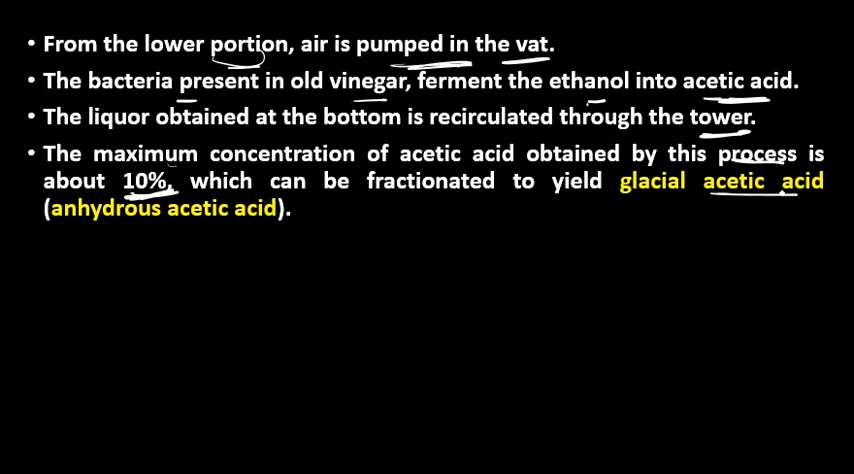 • From the lower portion, air is pumped in the vat.
• The bacteria present in old vinegar, ferment the ethanol into acetic acid.
• The liquor obtained at the bottom is recirculated through the tower.
• The maximum concentration of acetic acid obtained by this process is
about 10%, which can be fractionated to yield glacial acetic acid
(anhydrous acetic acid).